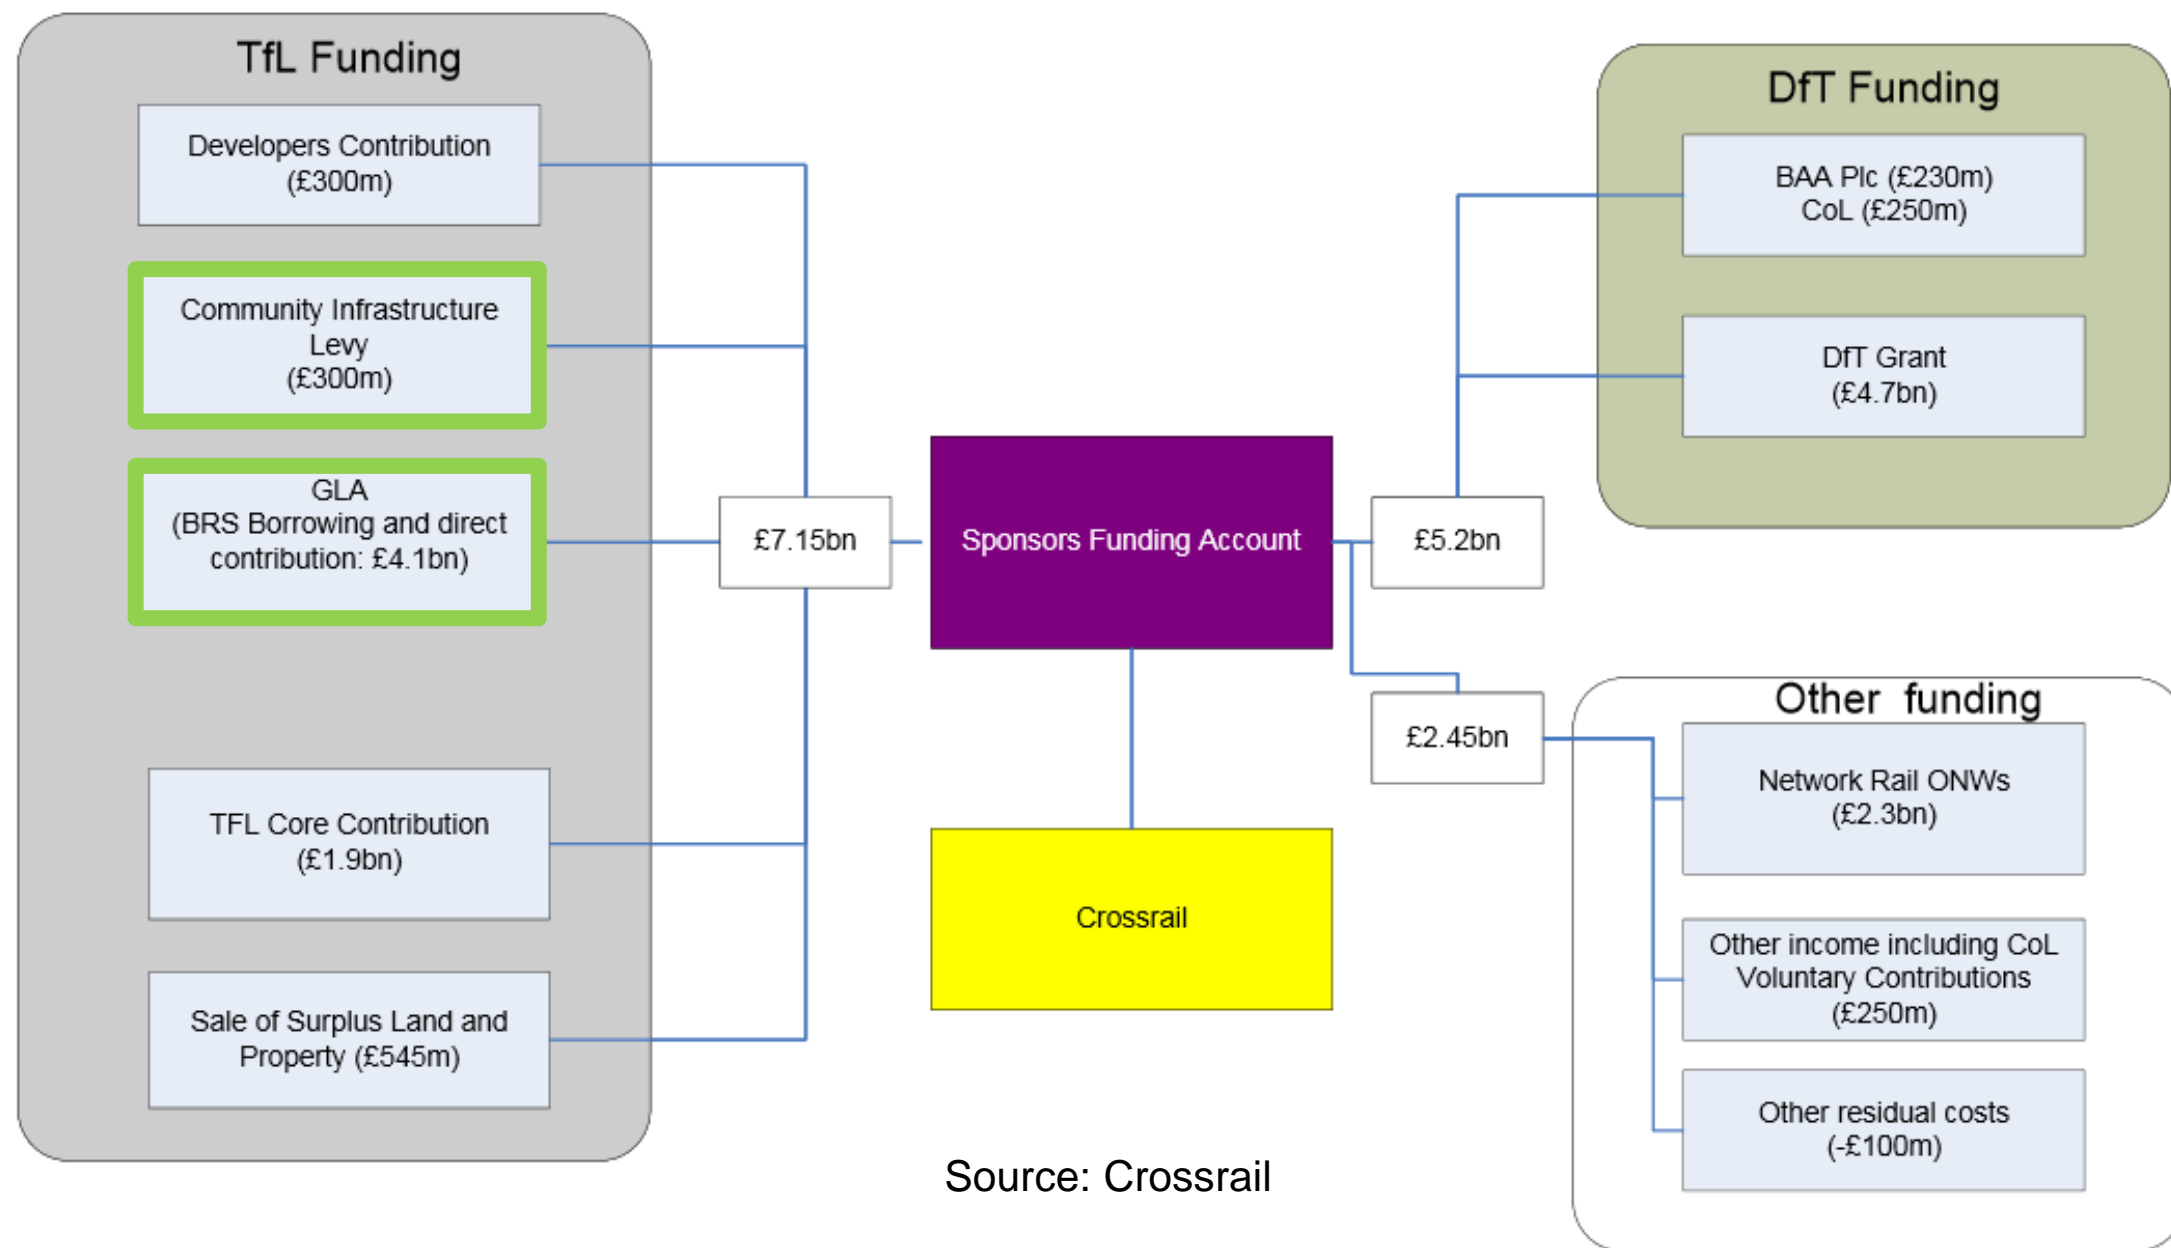 TfL Funding
Developers Contribution
(£300m)
Community Infrastructure
Levy
(£300m)
GLA
(BRS Borrowing and direct
contribution: £4.1bn)
TFL Core Contribution
(£1.9bn)
Sale of Surplus Land and
Property (£545m)
£7.15bn
Sponsors Funding Account
Crossrail
£5.2bn
£2.45bn
DfT Funding
BAA Plc (£230m)
CoL (£250m)
DfT Grant
(£4.7bn)
Other funding
Network Rail ONWs
(£2.3bn)
Other income including CoL
Voluntary Contributions
(£250m)
Other residual costs
(-£100m)
Source: Crossrail